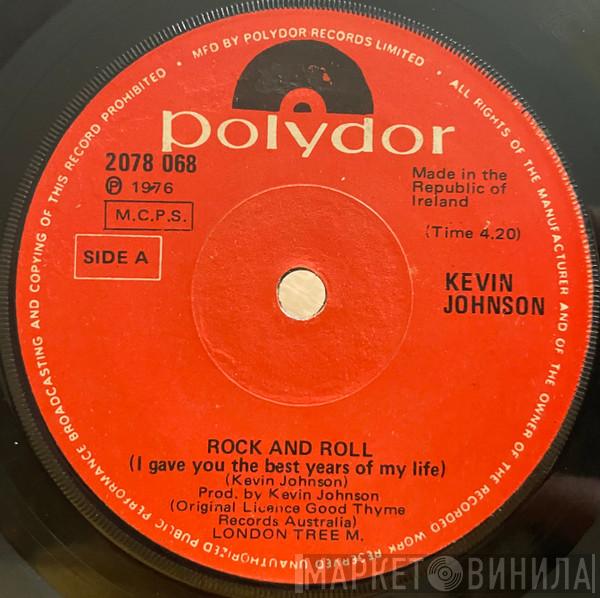 MFD BY POLYDOR RECORDS LIMITED • ALL RIGHTS OF THE MANUFACTURER AND OF THE OWNER OF THE RECORDED WORK RESERVED UNAUTHORIZED PUBLIC PERFORMANCE BROADCASTING AND COPYING OF THIS RECORD PROHIBITED •
polydor
2078 068
Ⓟ 1976
M.C.P.S.
SIDE A
Made in the
Republic of
Ireland
(Time 4.20)
KEVIN
JOHNSON
ROCK AND ROLL
(I gave you the best years of my life)
(Kevin Johnson)
Prod. by Kevin Johnson
(Original Licence Good Thyme
Records Australia)
LONDON TREE M.
МАРКЕТ ВИНИЛА